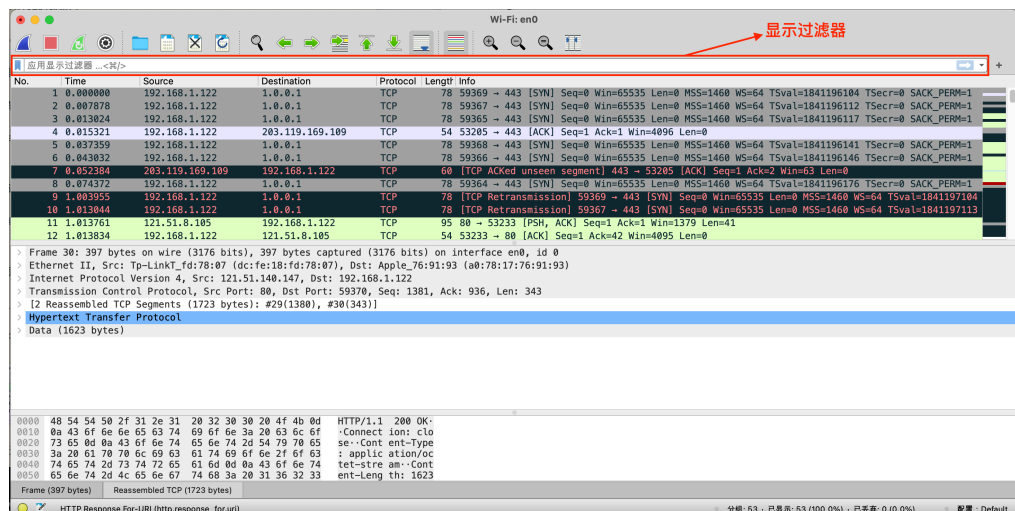 Wi-Fi: en0
显示过滤器
应用显示过滤器 …<⌘/>
+
No. Time Source Destination Protocol Length Info
1 0.000000 192.168.1.122 1.0.0.1 TCP 78 59369 → 443 [SYN] Seq=0 Win=65535 Len=0 MSS=1460 WS=64 TSval=1841196104 TSecr=0 SACK_PERM=1
2 0.007878 192.168.1.122 1.0.0.1 TCP 78 59367 → 443 [SYN] Seq=0 Win=65535 Len=0 MSS=1460 WS=64 TSval=1841196112 TSecr=0 SACK_PERM=1
3 0.013024 192.168.1.122 1.0.0.1 TCP 78 59365 → 443 [SYN] Seq=0 Win=65535 Len=0 MSS=1460 WS=64 TSval=1841196117 TSecr=0 SACK_PERM=1
4 0.015321 192.168.1.122 203.119.169.109 TCP 54 53205 → 443 [ACK] Seq=1 Ack=1 Win=4096 Len=0
5 0.037359 192.168.1.122 1.0.0.1 TCP 78 59368 → 443 [SYN] Seq=0 Win=65535 Len=0 MSS=1460 WS=64 TSval=1841196141 TSecr=0 SACK_PERM=1
6 0.043032 192.168.1.122 1.0.0.1 TCP 78 59366 → 443 [SYN] Seq=0 Win=65535 Len=0 MSS=1460 WS=64 TSval=1841196146 TSecr=0 SACK_PERM=1
7 0.052384 203.119.169.109 192.168.1.122 TCP 60 [TCP ACKed unseen segment] 443 → 53205 [ACK] Seq=1 Ack=2 Win=63 Len=0
8 0.074372 192.168.1.122 1.0.0.1 TCP 78 59364 → 443 [SYN] Seq=0 Win=65535 Len=0 MSS=1460 WS=64 TSval=1841196176 TSecr=0 SACK_PERM=1
9 1.003955 192.168.1.122 1.0.0.1 TCP 78 [TCP Retransmission] 59369 → 443 [SYN] Seq=0 Win=65535 Len=0 MSS=1460 WS=64 TSval=1841197104
10 1.013044 192.168.1.122 1.0.0.1 TCP 78 [TCP Retransmission] 59367 → 443 [SYN] Seq=0 Win=65535 Len=0 MSS=1460 WS=64 TSval=1841197113
11 1.013761 121.51.8.105 192.168.1.122 TCP 95 80 → 53233 [PSH, ACK] Seq=1 Ack=1 Win=1379 Len=41
12 1.013834 192.168.1.122 121.51.8.105 TCP 54 53233 → 80 [ACK] Seq=1 Ack=42 Win=4095 Len=0
> Frame 30: 397 bytes on wire (3176 bits), 397 bytes captured (3176 bits) on interface en0, id 0
> Ethernet II, Src: Tp-LinkT_fd:78:07 (dc:fe:18:fd:78:07), Dst: Apple_76:91:93 (a0:78:17:76:91:93)
> Internet Protocol Version 4, Src: 121.51.140.147, Dst: 192.168.1.122
> Transmission Control Protocol, Src Port: 80, Dst Port: 59370, Seq: 1381, Ack: 936, Len: 343
> [2 Reassembled TCP Segments (1723 bytes): #29(1380), #30(343)]
> Hypertext Transfer Protocol
> Data (1623 bytes)
0000 48 54 54 50 2f 31 2e 31 20 32 30 30 20 4f 4b 0d HTTP/1.1 200 OK·
0010 0a 43 6f 6e 6e 65 63 74 69 6f 6e 3a 20 63 6c 6f ·Connect ion: clo
0020 73 65 0d 0a 43 6f 6e 74 65 6e 74 2d 54 79 70 65 se··Cont ent-Type
0030 3a 20 61 70 70 6c 69 63 61 74 69 6f 6e 2f 6f 63 : applic ation/oc
0040 74 65 74 2d 73 74 72 65 61 6d 0d 0a 43 6f 6e 74 tet-stre am··Cont
0050 65 6e 74 2d 4c 65 6e 67 74 68 3a 20 31 36 32 33 ent-Leng th: 1623
Frame (397 bytes) Reassembled TCP (1723 bytes)
HTTP Response For-URI (http.response_for.uri) 分组: 53 · 已显示: 53 (100.0%) · 已丢弃: 0 (0.0%) 配置: Default